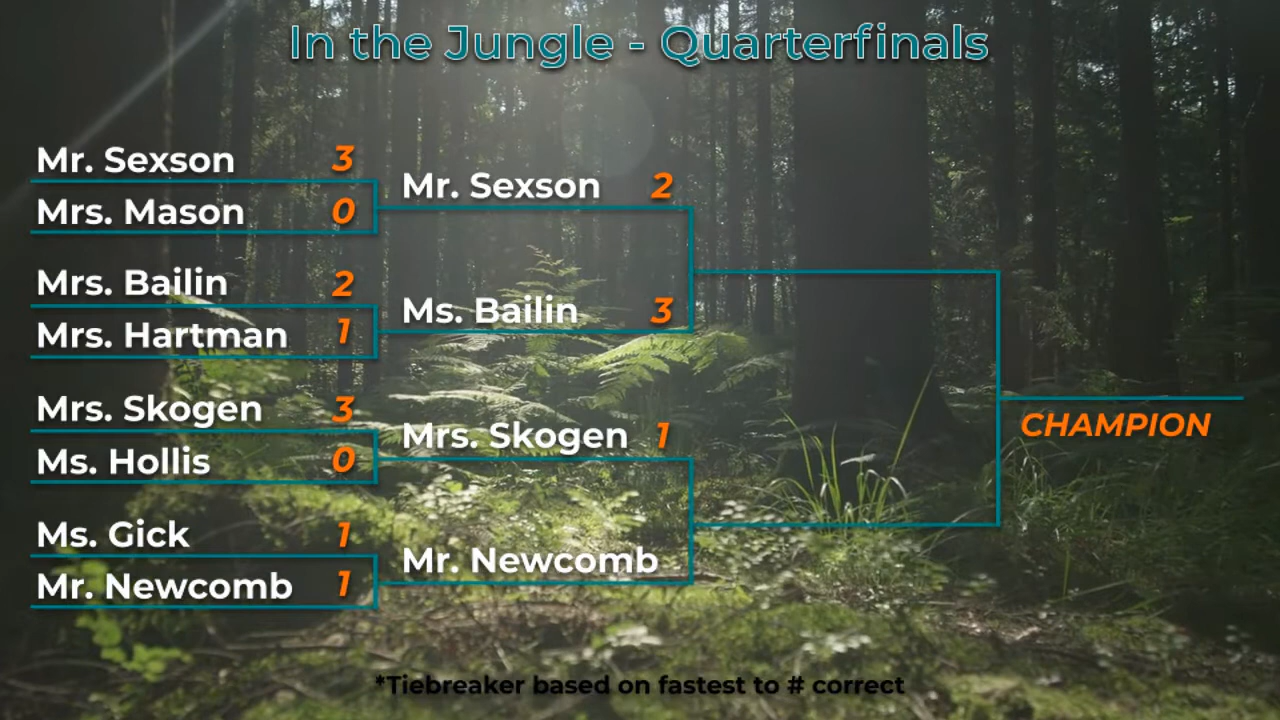 In the Jungle - Quarterfinals
Mr. Sexson 3
Mrs. Mason 0
Mrs. Bailin 2
Mrs. Hartman 1
Mrs. Skogen 3
Ms. Hollis 0
Ms. Gick 1
Mr. Newcomb 1
Mr. Sexson 2
Ms. Bailin 3
Mrs. Skogen 1
Mr. Newcomb
CHAMPION
*Tiebreaker based on fastest to # correct